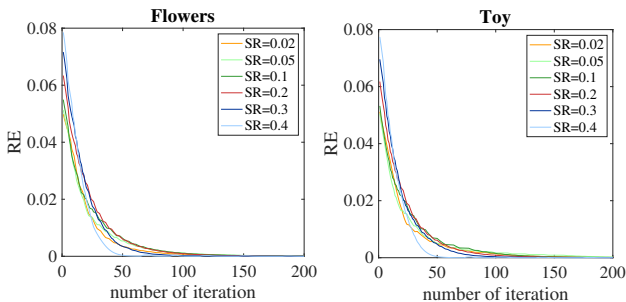 Flowers
0.08
0.06
0.04
0.02
0
RE
0
50
100
150
200
number of iteration
SR=0.02
SR=0.05
SR=0.1
SR=0.2
SR=0.3
SR=0.4
Toy
0.08
0.06
0.04
0.02
0
RE
0
50
100
150
200
number of iteration
SR=0.02
SR=0.05
SR=0.1
SR=0.2
SR=0.3
SR=0.4